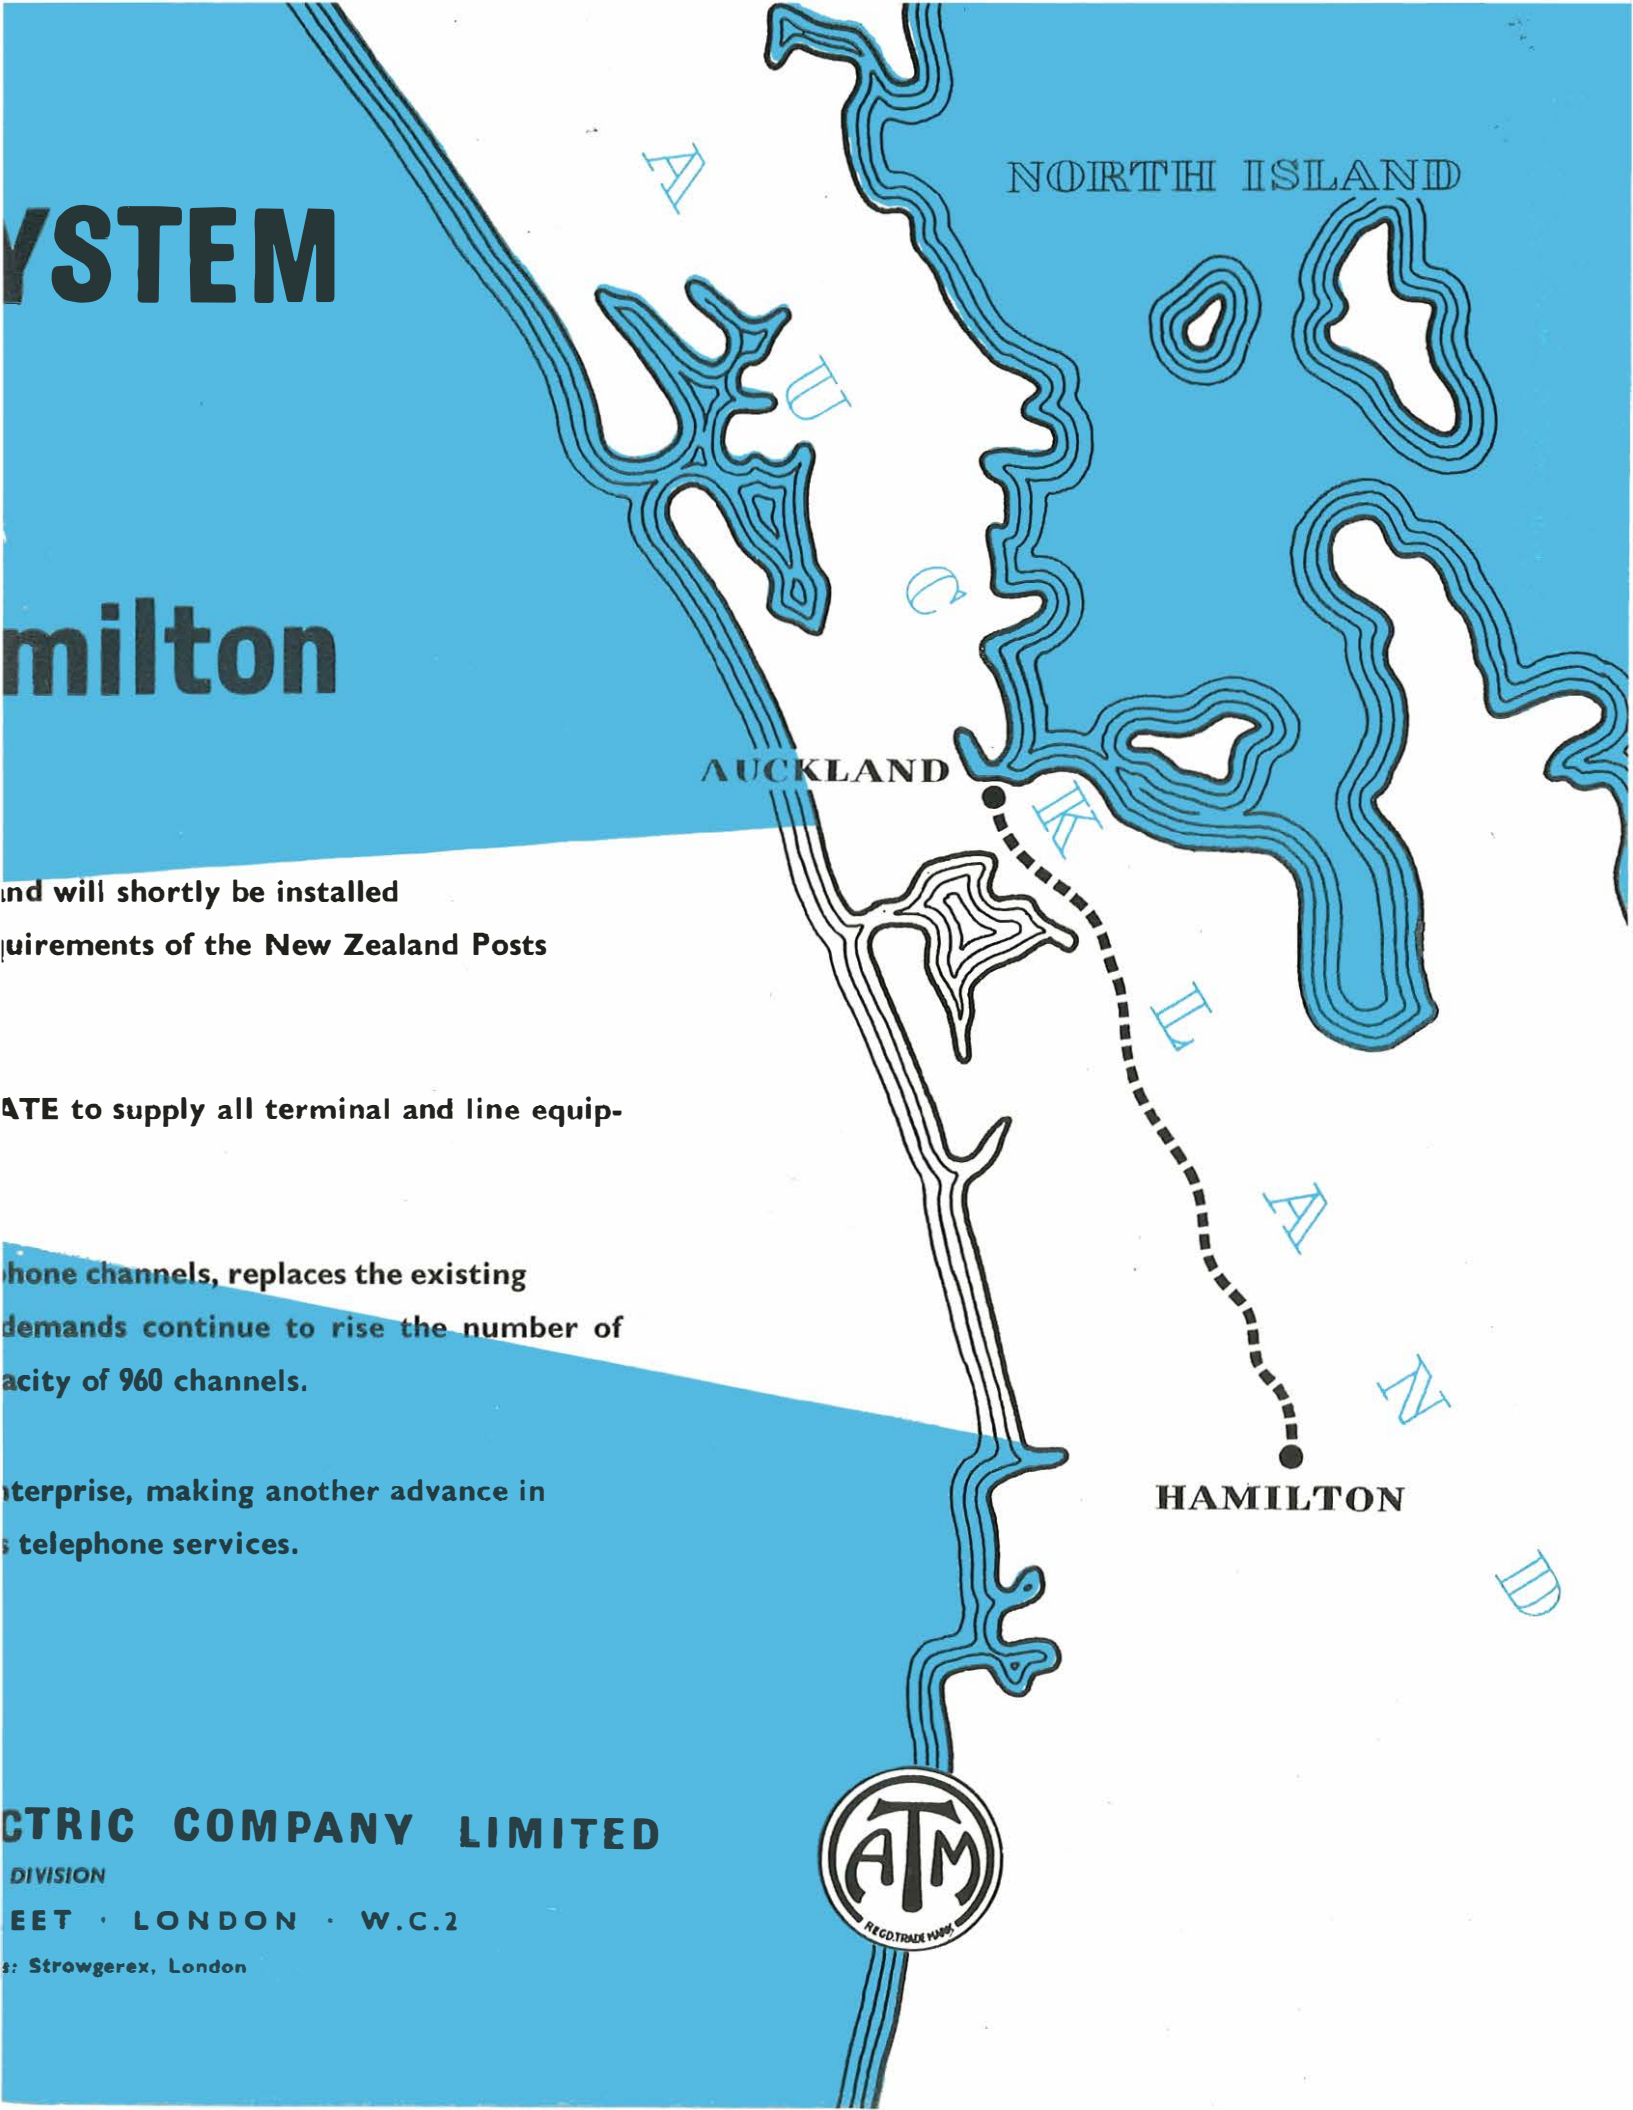 NORTH ISLAND
YSTEM
milton
AUCKLAND
AUCKLAND
HAMILTON
and will shortly be installed
quirements of the New Zealand Posts
ATE to supply all terminal and line equip-
hone channels, replaces the existing
demands continue to rise the number of
acity of 960 channels.
nterprise, making another advance in
s telephone services.
CTRIC COMPANY LIMITED
DIVISION
EET · LONDON · W.C.2
s: Strowgerex, London
ATM
REGD. TRADE MARK